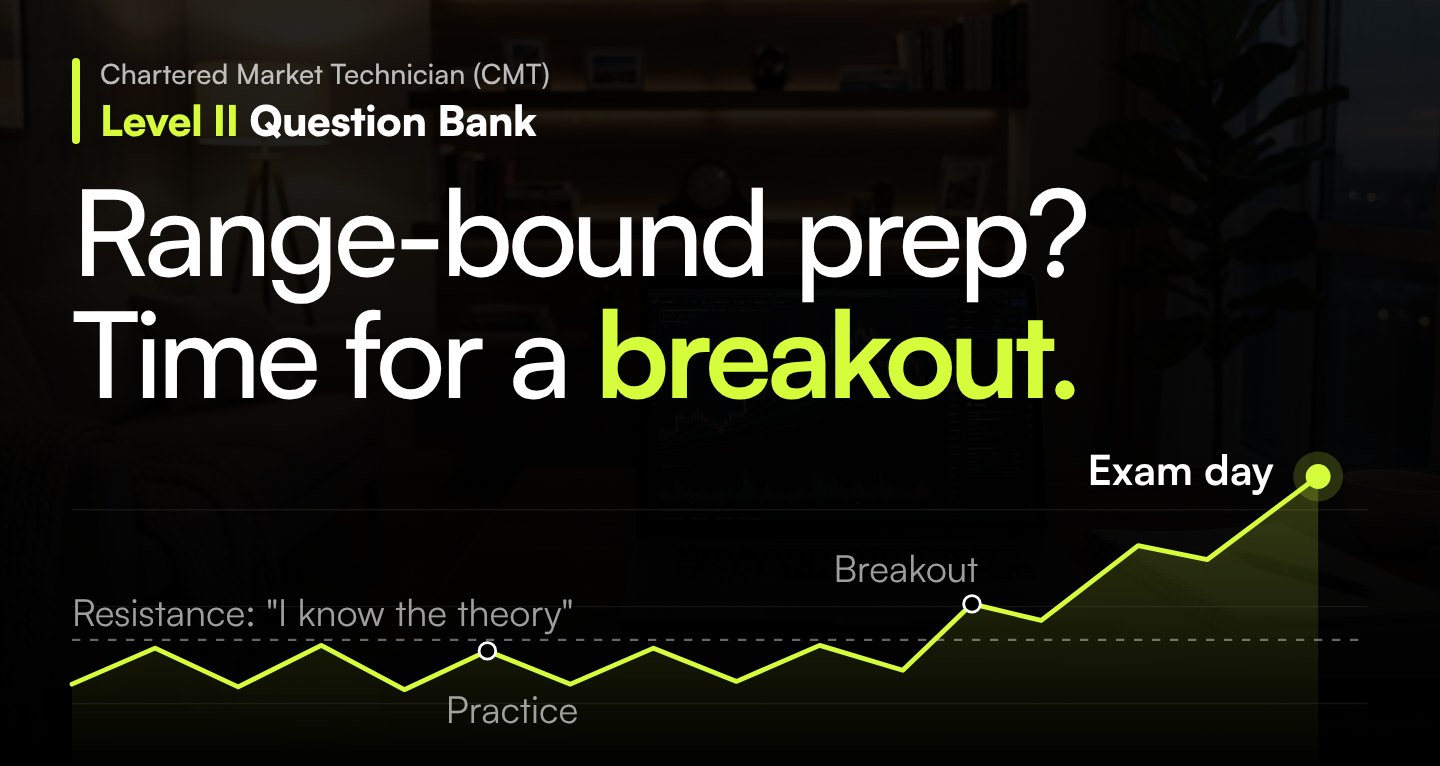 Chartered Market Technician (CMT)
Level II Question Bank
Range-bound prep?
Time for a breakout.
Exam day
Breakout
Resistance: "I know the theory"
Practice